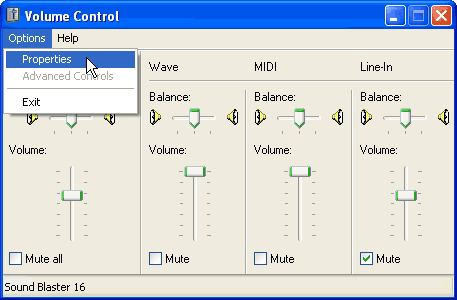 Volume Control
Options Help
Properties
Advanced Controls
Exit
Wave MIDI Line-In
Balance: Balance: Balance:
Volume: Volume: Volume: Volume:
Mute all Mute Mute Mute
Sound Blaster 16